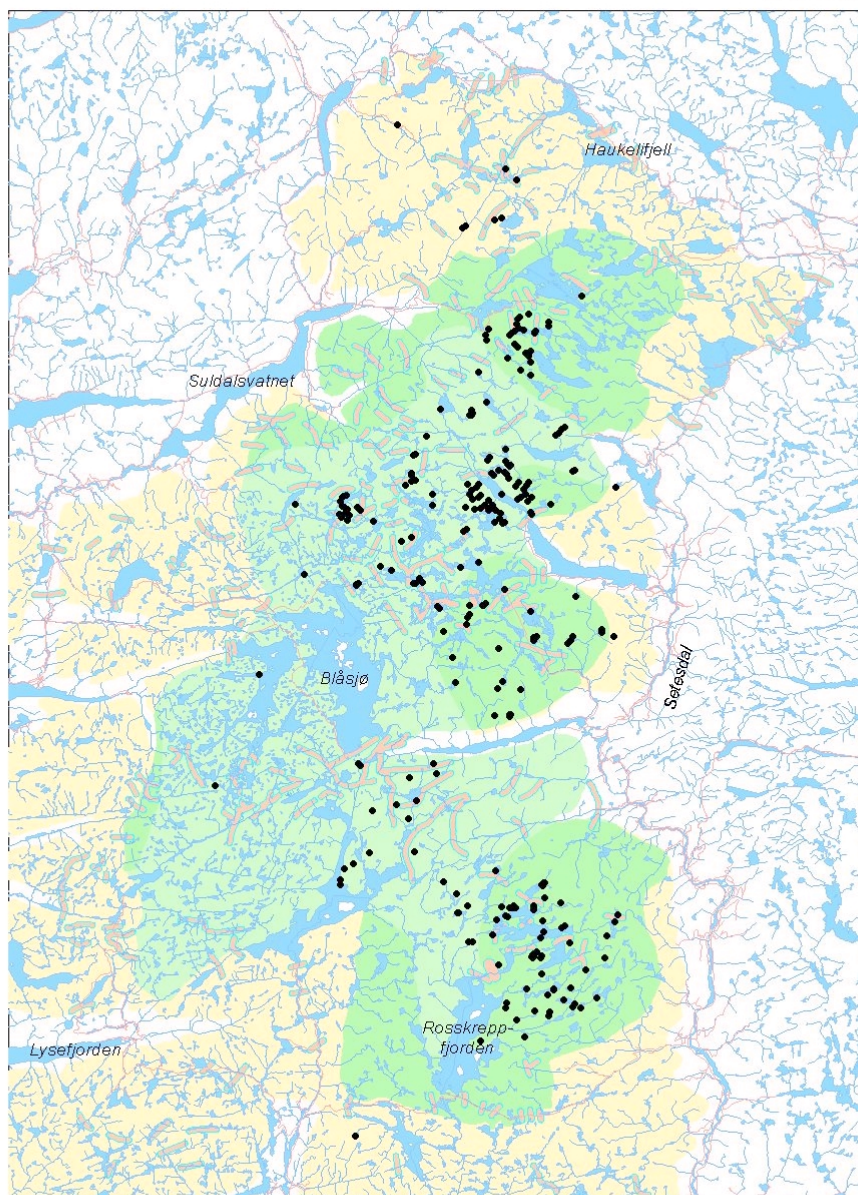 Haukelifjell
Suldalsvatnet
Setesdal
Blåsjø
Rosskrepp-
fjorden
Lysefjorden